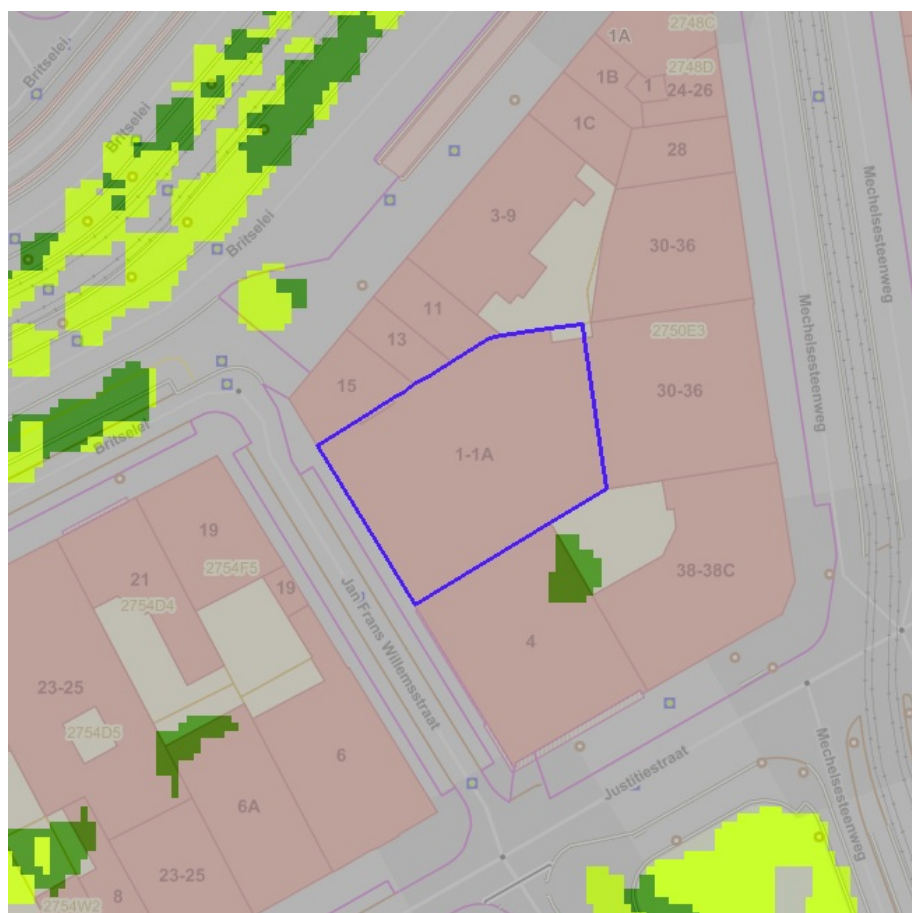 2748C
1A
Britselei
2748D
1B
1
24-26
Britselei
1C
28
3-9
Mechelsesteenweg
Britselei
30-36
11
Mechelsesteenweg
2750E3
13
15
30-36
Britselei
1-1A
19
2754F5
38-38C
21
19
2754D4
Jan Frans Willemsstraat
4
23-25
2754D5
6
Justitiestraat
Mechelsesteenweg
6A
23-25
8
2754W2